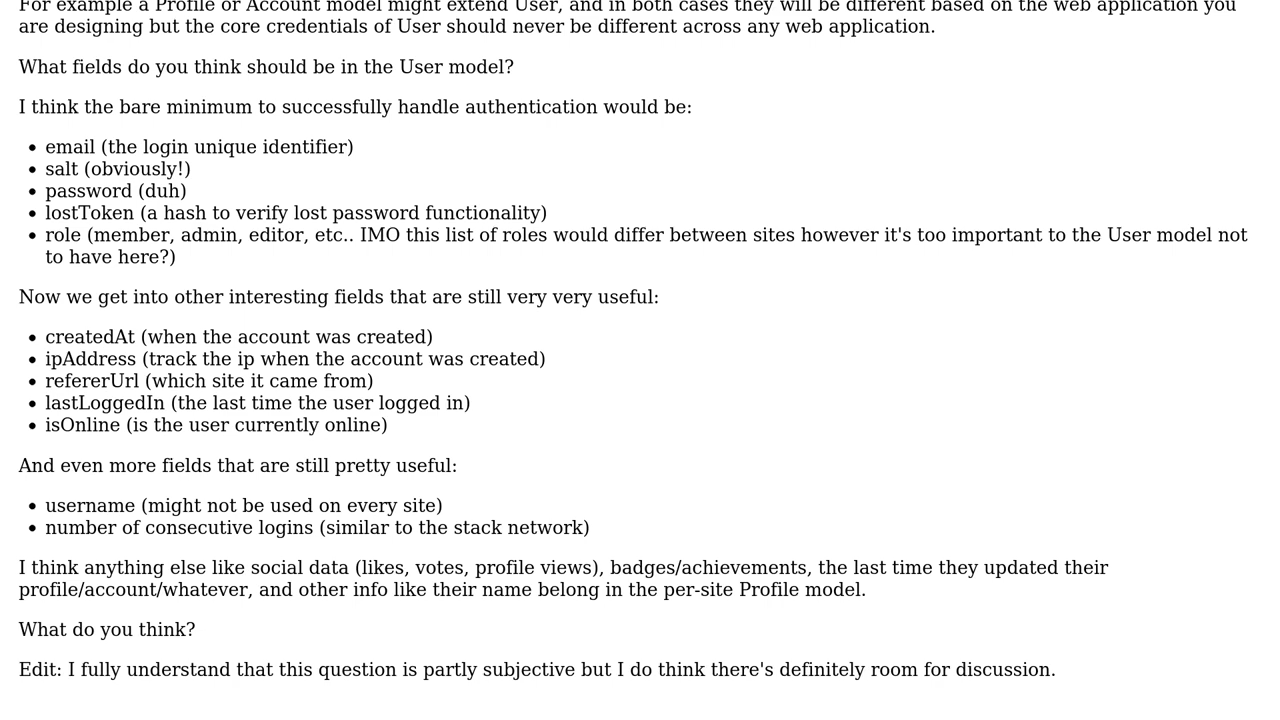 For example a Profile or Account model might extend User, and in both cases they will be different based on the web application you
are designing but the core credentials of User should never be different across any web application.
What fields do you think should be in the User model?
I think the bare minimum to successfully handle authentication would be:
• email (the login unique identifier)
• salt (obviously!)
• password (duh)
• lostToken (a hash to verify lost password functionality)
• role (member, admin, editor, etc.. IMO this list of roles would differ between sites however it's too important to the User model not
to have here?)
Now we get into other interesting fields that are still very very useful:
• createdAt (when the account was created)
• ipAddress (track the ip when the account was created)
• refererUrl (which site it came from)
• lastLoggedIn (the last time the user logged in)
• isOnline (is the user currently online)
And even more fields that are still pretty useful:
• username (might not be used on every site)
• number of consecutive logins (similar to the stack network)
I think anything else like social data (likes, votes, profile views), badges/achievements, the last time they updated their
profile/account/whatever, and other info like their name belong in the per-site Profile model.
What do you think?
Edit: I fully understand that this question is partly subjective but I do think there's definitely room for discussion.